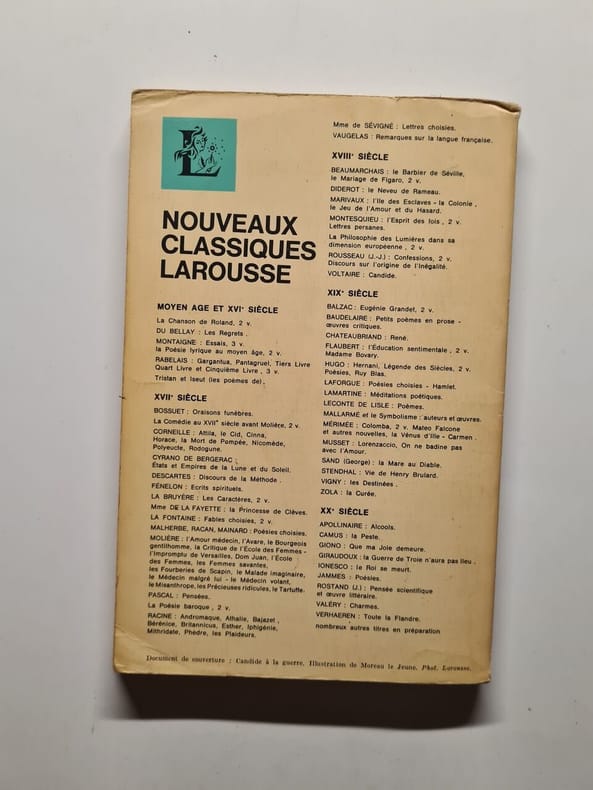 L
NOUVEAUX
CLASSIQUES
LAROUSSE
MOYEN AGE ET XVIe SIÈCLE
La Chanson de Roland, 2 v.
DU BELLAY : Les Regrets .
MONTAIGNE : Essais, 3 v.
la Poésie lyrique au moyen âge, 2 v.
RABELAIS : Gargantua, Pantagruel, Tiers Livre
Quart Livre et Cinquième Livre , 3 v.
Tristan et Iseut (les poèmes de).
XVIIe SIÈCLE
BOSSUET : Oraisons funèbres.
La Comédie au XVIIe siècle avant Molière, 2 v.
CORNEILLE : Attila, le Cid, Cinna,
Horace, la Mort de Pompée, Nicomède,
Polyeucte, Rodogune.
CYRANO DE BERGERAC :
États et Empires de la Lune et du Soleil.
DESCARTES : Discours de la Méthode .
FÉNELON : Ecrits spirituels.
LA BRUYÈRE : Les Caractères, 2 v.
Mme DE LA FAYETTE : la Princesse de Clèves.
LA FONTAINE : Fables choisies, 2 v.
MALHERBE, RACAN, MAINARD : Poésies choisies.
MOLIÈRE : l'Amour médecin, l'Avare, le Bourgeois
gentilhomme, la Critique de l'École des Femmes -
l'Impromptu de Versailles, Dom Juan, l'École
des Femmes, les Femmes savantes,
les Fourberies de Scapin, le Malade imaginaire,
le Médecin malgré lui - le Médecin volant,
le Misanthrope, les Précieuses ridicules, le Tartuffe.
PASCAL : Pensées.
La Poésie baroque , 2 v.
RACINE : Andromaque, Athalie, Bajazet ,
Bérénice, Britannicus, Esther, Iphigénie,
Mithridate, Phèdre, les Plaideurs.
Mme de SÉVIGNÉ : Lettres choisies.
VAUGELAS : Remarques sur la langue française.
XVIIIe SIÈCLE
BEAUMARCHAIS : le Barbier de Séville,
le Mariage de Figaro, 2 v.
DIDEROT : le Neveu de Rameau.
MARIVAUX : l'Ile des Esclaves - la Colonie ,
le Jeu de l'Amour et du Hasard.
MONTESQUIEU : l'Esprit des lois , 2 v.
Lettres persanes.
La Philosophie des Lumières dans sa
dimension européenne , 2 v.
ROUSSEAU (J.-J.) : Confessions, 2 v.
Discours sur l'origine de l'Inégalité.
VOLTAIRE : Candide.
XIXe SIÈCLE
BALZAC : Eugénie Grandet, 2 v.
BAUDELAIRE : Petits poèmes en prose -
œuvres critiques.
CHATEAUBRIAND : René.
FLAUBERT : l'Éducation sentimentale , 2 v.
Madame Bovary.
HUGO : Hernani, Légende des Siècles, 2 v.
Poésies, Ruy Blas.
LAFORGUE : Poésies choisies - Hamlet.
LAMARTINE : Méditations poétiques.
LECONTE DE LISLE : Poèmes.
MALLARMÉ et le Symbolisme : auteurs et œuvres.
MÉRIMÉE : Colomba, 2 v. Mateo Falcone
et autres nouvelles, la Vénus d'Ille - Carmen .
MUSSET : Lorenzaccio, On ne badine pas
avec l'Amour.
SAND (George) : la Mare au Diable.
STENDHAL : Vie de Henry Brulard.
VIGNY : les Destinées .
ZOLA : la Curée.
XXe SIÈCLE
APOLLINAIRE : Alcools.
CAMUS : la Peste.
GIONO : Que ma Joie demeure.
GIRAUDOUX : la Guerre de Troie n'aura pas lieu .
IONESCO : le Roi se meurt.
JAMMES : Poésies.
ROSTAND (J.) : Pensée scientifique
et œuvre littéraire.
VALÉRY : Charmes.
VERHAEREN : Toute la Flandre.
nombreux autres titres en préparation
Document de couverture : Candide à la guerre. Illustration de Moreau le Jeune. Phot. Larousse.